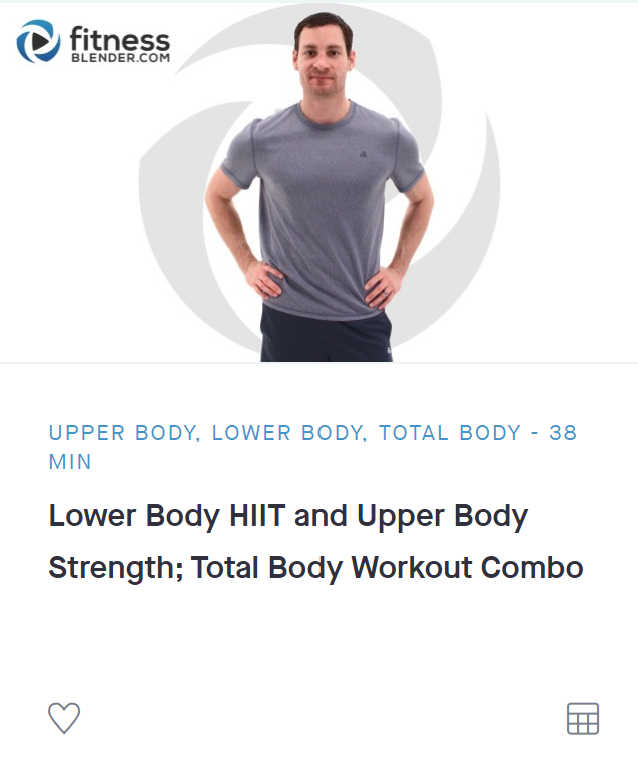 fitness
BLENDER.COM
UPPER BODY, LOWER BODY, TOTAL BODY - 38
MIN
Lower Body HIIT and Upper Body
Strength; Total Body Workout Combo